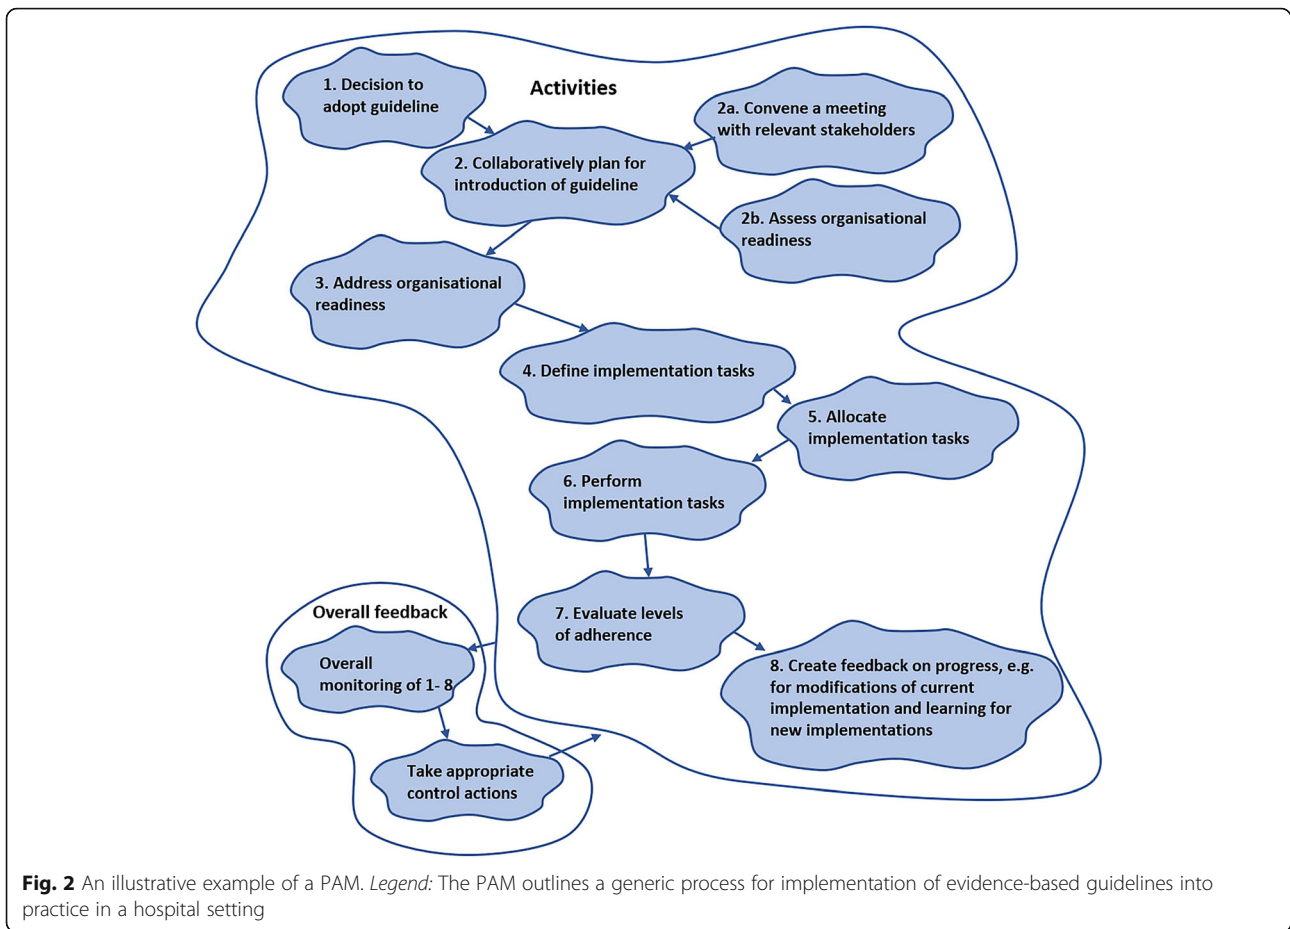 Activities
1. Decision to
adopt guideline
2a. Convene a meeting
with relevant stakeholders
2. Collaboratively plan for
introduction of guideline
2b. Assess organisational
readiness
3. Address organisational
readiness
4. Define implementation tasks
5. Allocate
implementation tasks
6. Perform
implementation tasks
7. Evaluate levels
of adherence
8. Create feedback on progress, e.g.
for modifications of current
implementation and learning for
new implementations
Overall feedback
Overall
monitoring of 1- 8
Take appropriate
control actions
Fig. 2 An illustrative example of a PAM. Legend: The PAM outlines a generic process for implementation of evidence-based guidelines into
practice in a hospital setting